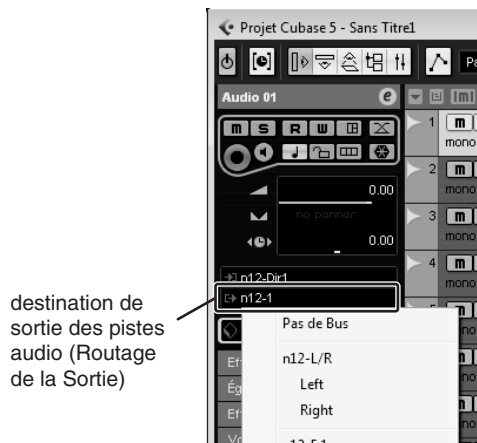 Projet Cubase 5 - Sans Titre1
Audio 01
e
m S R W
1 m
mono
2 m
mono
3 m
mono
4 m
mono
0.00
no panner
0.00
n12-Dir1
n12-1
destination de
sortie des pistes
audio (Routage
de la Sortie)
Pas de Bus
n12-L/R
Left
Right